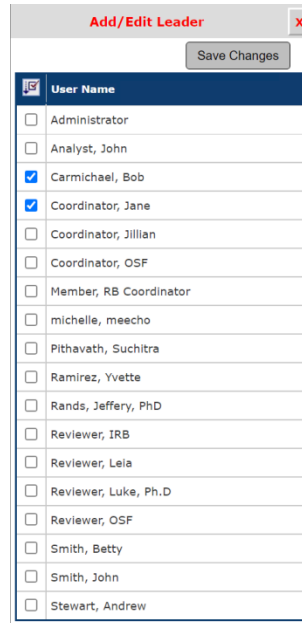 Add/Edit Leader
x
Save Changes
User Name
Administrator
Analyst, John
Carmichael, Bob
Coordinator, Jane
Coordinator, Jillian
Coordinator, OSF
Member, RB Coordinator
michelle, meecho
Pithavath, Suchitra
Ramirez, Yvette
Rands, Jeffery, PhD
Reviewer, IRB
Reviewer, Leia
Reviewer, Luke, Ph.D
Reviewer, OSF
Smith, Betty
Smith, John
Stewart, Andrew